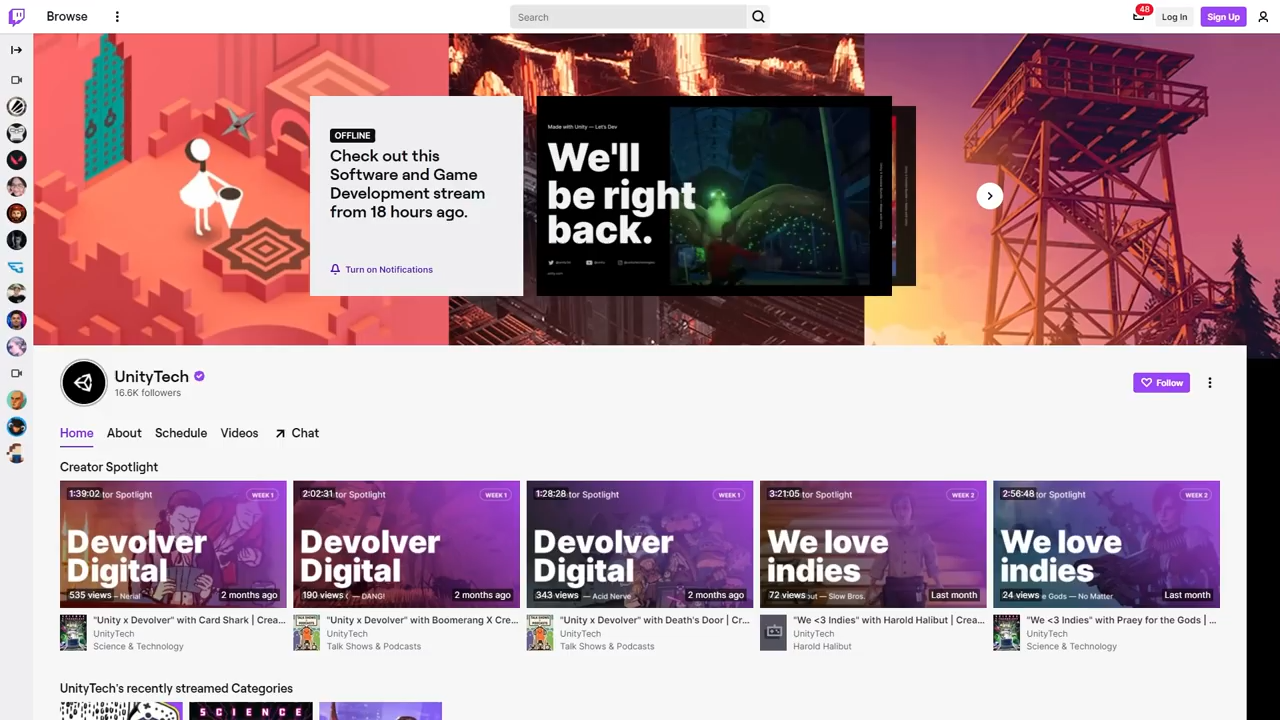 Browse
Search
48
Log In
Sign Up
OFFLINE
Check out this
Software and Game
Development stream
from 18 hours ago.
Turn on Notifications
Made with Unity — Let's Dev
We'll
be right
back.
UnityTech
16.6K followers
Follow
Home
About
Schedule
Videos
Chat
Creator Spotlight
1:39:02
tor Spotlight
WEEK 1
Devolver
Digital
535 views
– Nerial
2 months ago
"Unity x Devolver" with Card Shark | Crea...
UnityTech
Science & Technology
2:02:31
tor Spotlight
WEEK 1
Devolver
Digital
190 views
— DANG!
2 months ago
"Unity x Devolver" with Boomerang X Cre...
UnityTech
Talk Shows & Podcasts
1:28:28
tor Spotlight
WEEK 1
Devolver
Digital
343 views
— Acid Nerve
2 months ago
"Unity x Devolver" with Death's Door | Cr...
UnityTech
Talk Shows & Podcasts
3:21:05
tor Spotlight
WEEK 2
We love
indies
72 views
out — Slow Bros.
Last month
"We <3 Indies" with Harold Halibut | Crea...
UnityTech
Harold Halibut
2:56:48
tor Spotlight
WEEK 2
We love
indies
24 views
e Gods — No Matter
Last month
"We <3 Indies" with Praey for the Gods | ...
UnityTech
Science & Technology
UnityTech's recently streamed Categories
SCIENCE